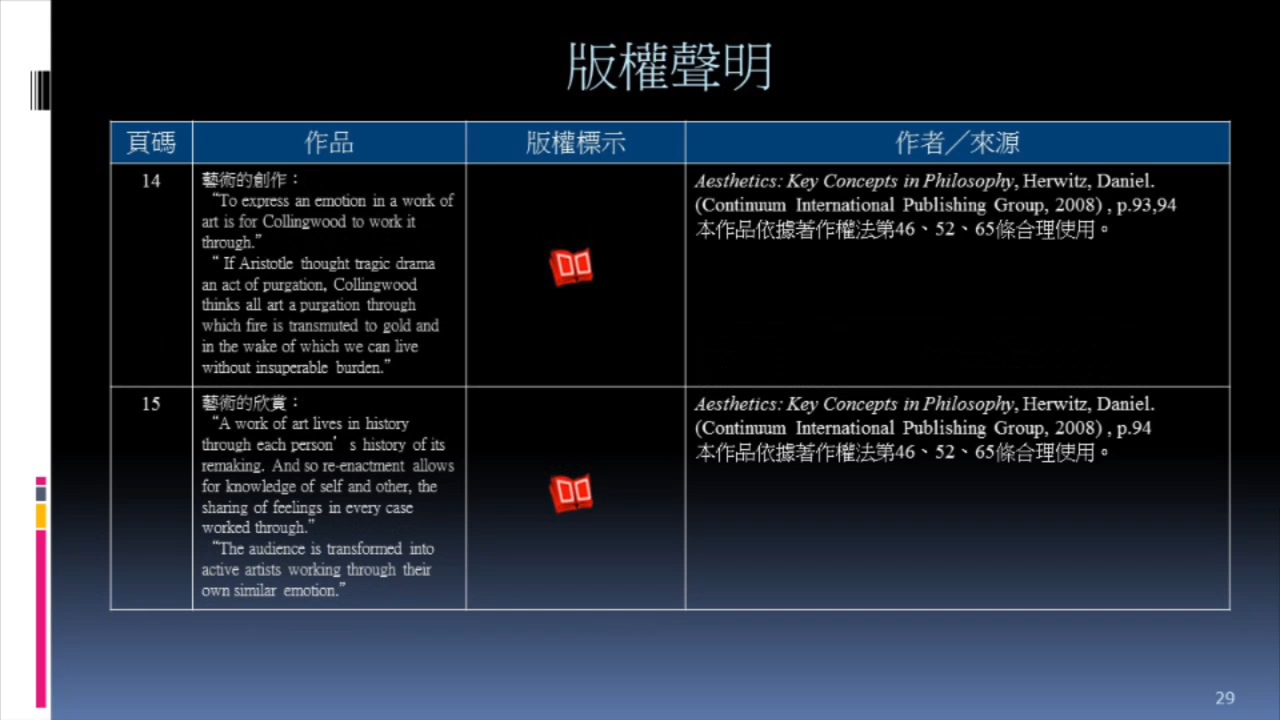 版權聲明
頁碼
作品
版權標示
作者／來源
14
藝術的創作：
“To express an emotion in a work of
art is for Collingwood to work it
through.”
“ If Aristotle thought tragic drama
an act of purgation, Collingwood
thinks all art a purgation through
which fire is transmuted to gold and
in the wake of which we can live
without insuperable burden.”
Aesthetics: Key Concepts in Philosophy, Herwitz, Daniel.
(Continuum International Publishing Group, 2008) , p.93,94
本作品依據著作權法第46、52、65條合理使用。
15
藝術的欣賞：
“A work of art lives in history
through each person’s history of its
remaking. And so re-enactment allows
for knowledge of self and other, the
sharing of feelings in every case
worked through.”
“The audience is transformed into
active artists working through their
own similar emotion.”
Aesthetics: Key Concepts in Philosophy, Herwitz, Daniel.
(Continuum International Publishing Group, 2008) , p.94
本作品依據著作權法第46、52、65條合理使用。
29